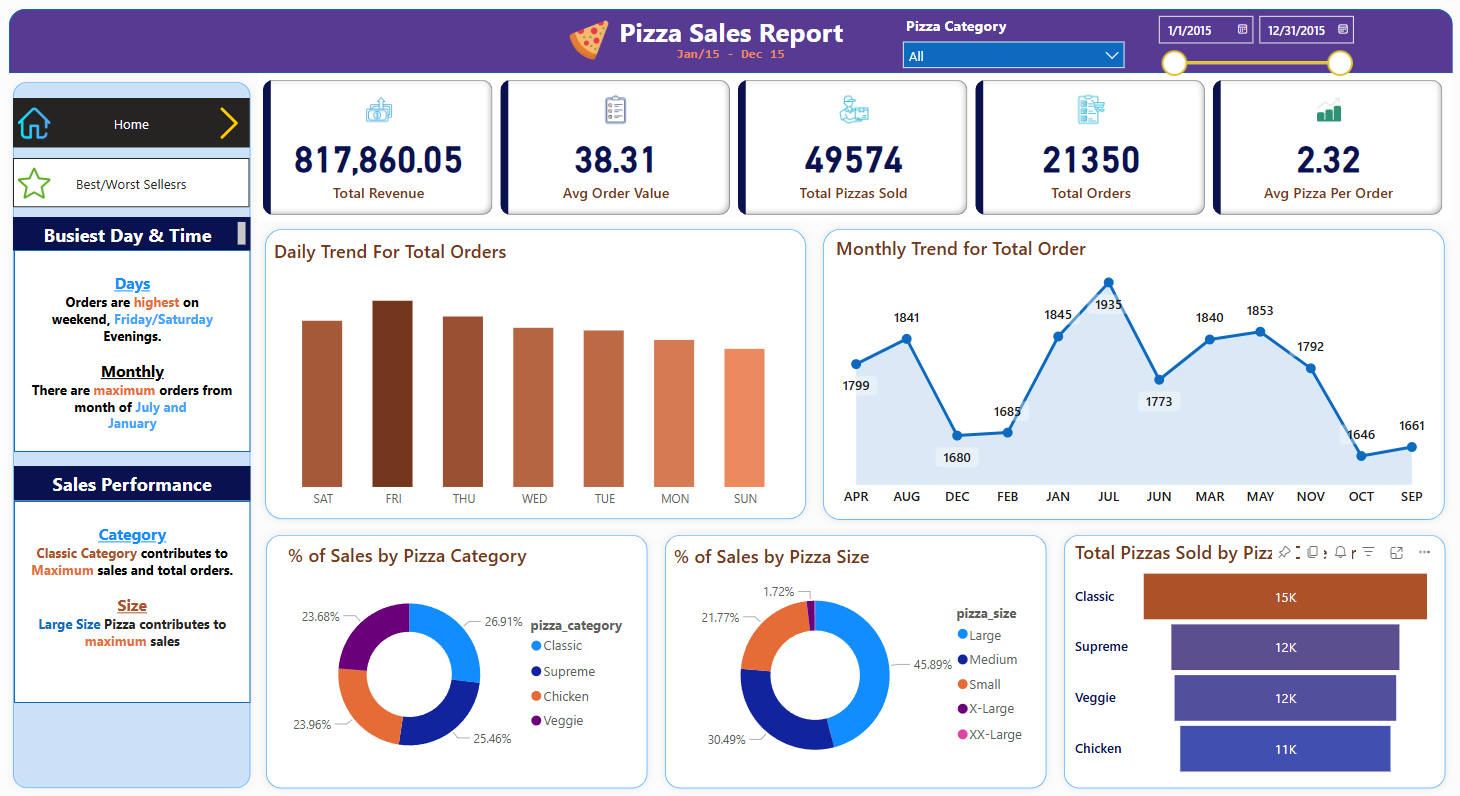 Pizza Sales Report
Jan/15 - Dec 15
Pizza Category
All
1/1/2015
12/31/2015
Home
Best/Worst Sellesrs
Busiest Day & Time
Days
Orders are highest on
weekend, Friday/Saturday
Evenings.
Monthly
There are maximum orders from
month of July and
January
Sales Performance
Category
Classic Category contributes to
Maximum sales and total orders.
Size
Large Size Pizza contributes to
maximum sales
817,860.05
Total Revenue
38.31
Avg Order Value
49574
Total Pizzas Sold
21350
Total Orders
2.32
Avg Pizza Per Order
Daily Trend For Total Orders
SAT
FRI
THU
WED
TUE
MON
SUN
Monthly Trend for Total Order
1799
1841
1680
1685
1845
1935
1773
1840
1853
1792
1646
1661
APR
AUG
DEC
FEB
JAN
JUL
JUN
MAR
MAY
NOV
OCT
SEP
% of Sales by Pizza Category
23.68%
26.91%
23.96%
25.46%
pizza_category
Classic
Supreme
Chicken
Veggie
% of Sales by Pizza Size
1.72%
21.77%
45.89%
30.49%
pizza_size
Large
Medium
Small
X-Large
XX-Large
Total Pizzas Sold by
Classic
15K
Supreme
12K
Veggie
12K
Chicken
11K